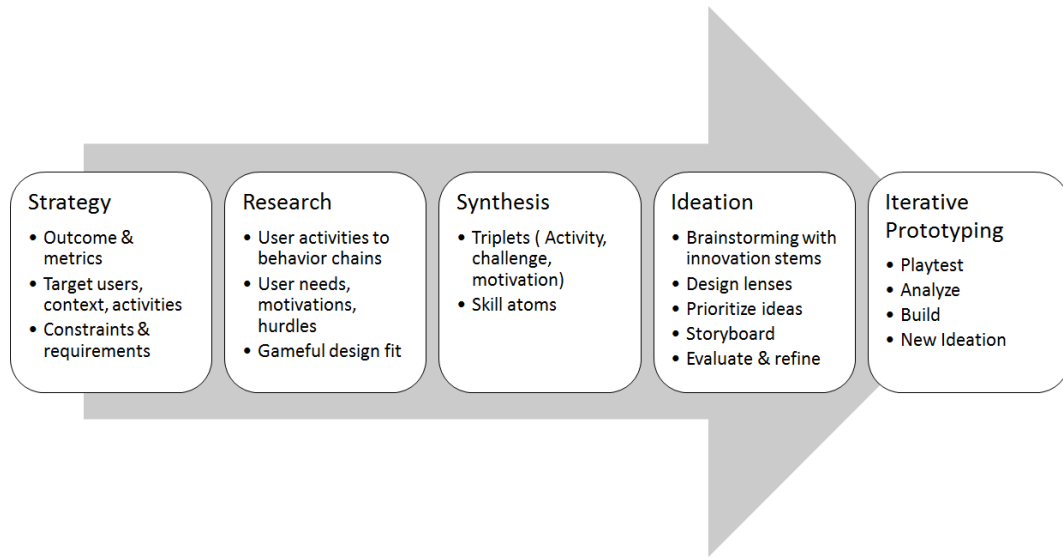 Strategy
• Outcome &
metrics
• Target users,
context, activities
• Constraints &
requirements
Research
• User activities to
behavior chains
• User needs,
motivations,
hurdles
• Gameful design fit
Synthesis
• Triplets ( Activity,
challenge,
motivation)
• Skill atoms
Ideation
• Brainstorming with
innovation stems
• Design lenses
• Prioritize ideas
• Storyboard
• Evaluate & refine
Iterative
Prototyping
• Playtest
• Analyze
• Build
• New Ideation